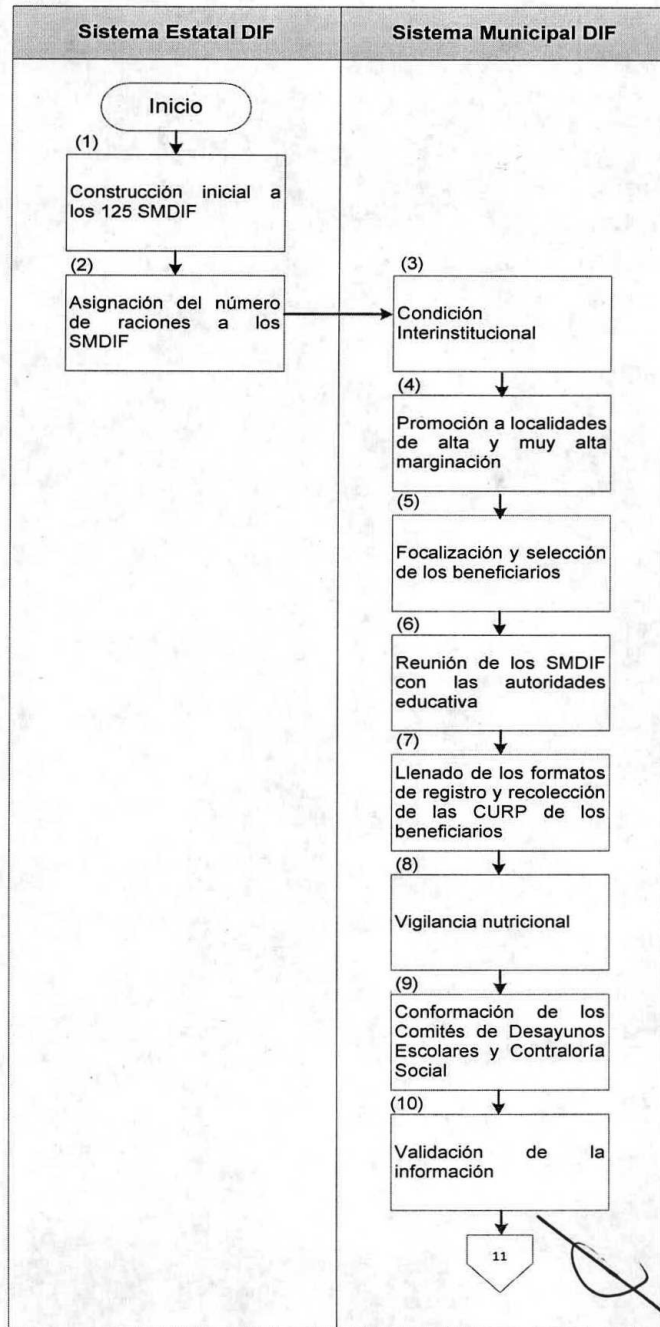 Sistema Estatal DIF
Sistema Municipal DIF
Inicio
(1)
Construcción inicial a
los 125 SMDIF
(2)
Asignación del número
de raciones a los
SMDIF
(3)
Condición
Interinstitucional
(4)
Promoción a localidades
de alta y muy alta
marginación
(5)
Focalización y selección
de los beneficiarios
(6)
Reunión de los SMDIF
con las autoridades
educativa
(7)
Llenado de los formatos
de registro y recolección
de las CURP de los
beneficiarios
(8)
Vigilancia nutricional
(9)
Conformación de los
Comités de Desayunos
Escolares y Contraloría
Social
(10)
Validación de la
información
11